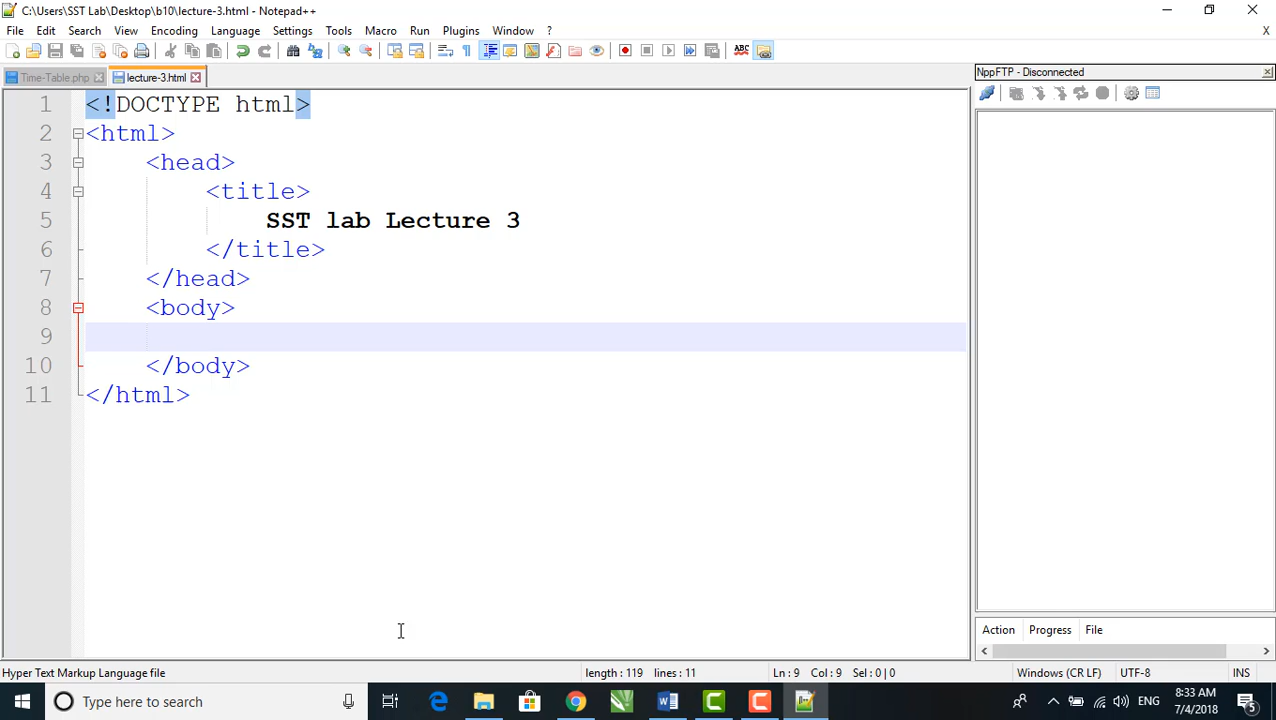 C:\Users\SST Lab\Desktop\b10\lecture-3.html - Notepad++
File Edit Search View Encoding Language Settings Tools Macro Run Plugins Window ? X
Time-Table.php lecture-3.html
NppFTP - Disconnected
1 <!DOCTYPE html>
2 <html>
3 <head>
4 <title>
5 SST lab Lecture 3
6 </title>
7 </head>
8 <body>
9
10 </body>
11 </html>
Action Progress File
Hyper Text Markup Language file length : 119 lines : 11 Ln : 9 Col : 9 Sel : 0 | 0 Windows (CR LF) UTF-8 INS
Type here to search ENG 8:33 AM
7/4/2018 5